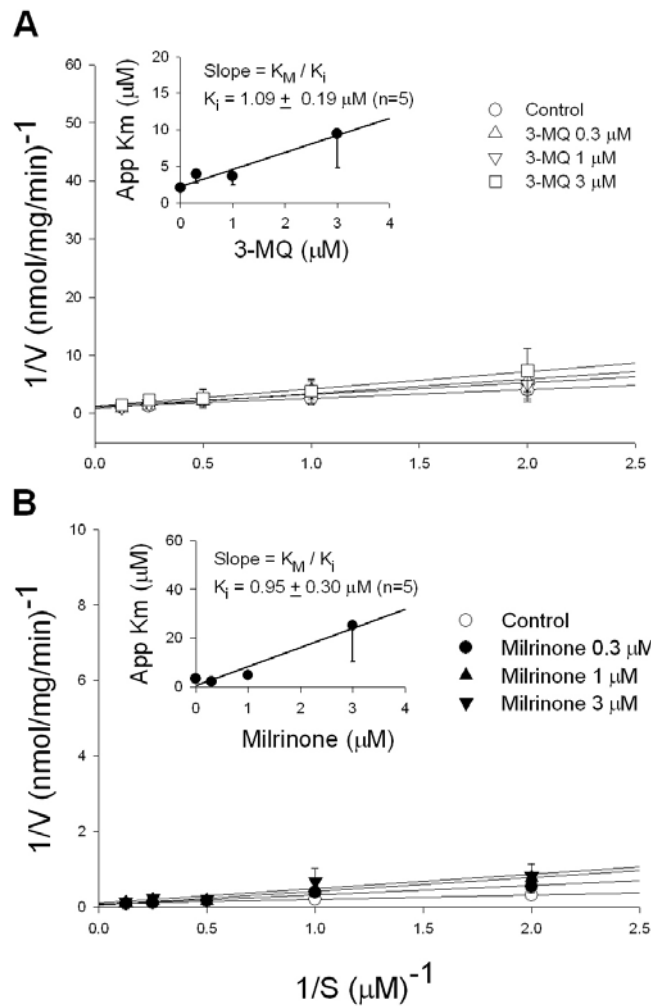 A
Slope = K_M / K_i
K_i = 1.09 ± 0.19 μM (n=5)
App Km (μM)
20
15
10
5
0
0 1 2 3 4
3-MQ (μM)
Control
3-MQ 0.3 μM
3-MQ 1 μM
3-MQ 3 μM
1/V (nmol/mg/min)^-1
60
50
40
30
20
10
0
0.0 0.5 1.0 1.5 2.0 2.5
B
Slope = K_M / K_i
K_i = 0.95 ± 0.30 μM (n=5)
App Km (μM)
60
40
20
0
0 1 2 3 4
Milrinone (μM)
Control
Milrinone 0.3 μM
Milrinone 1 μM
Milrinone 3 μM
1/V (nmol/mg/min)^-1
10
8
6
4
2
0
0.0 0.5 1.0 1.5 2.0 2.5
1/S (μM)^-1